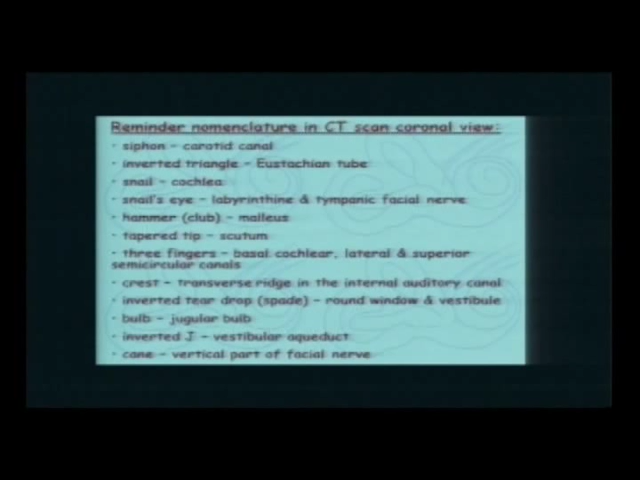 Reminder nomenclature in CT scan coronal view:
· siphon – carotid canal
· inverted triangle – Eustachian tube
· snail – cochlea
· snail's eye – labyrinthine & tympanic facial nerve
· hammer (club) – malleus
· tapered tip – scutum
· three fingers – basal cochlear, lateral & superior
semicircular canals
· crest – transverse ridge in the internal auditory canal
· inverted tear drop (spade) – round window & vestibule
· bulb – jugular bulb
· inverted J – vestibular aqueduct
· cane – vertical part of facial nerve